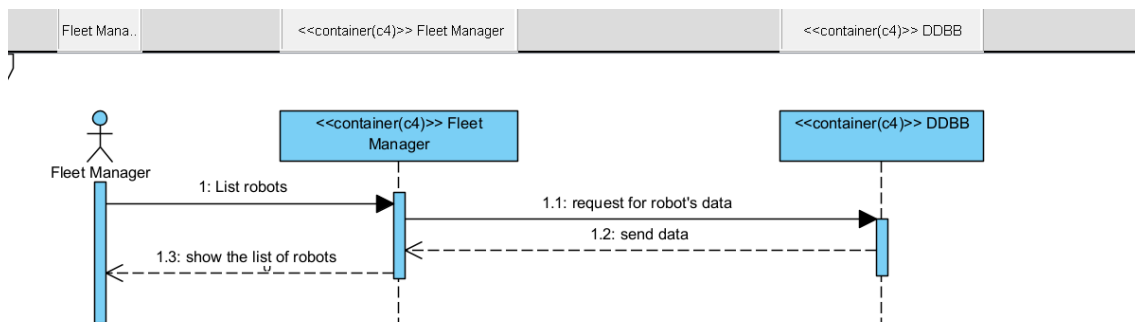 Fleet Mana..
<<container(c4)>> Fleet Manager
<<container(c4)>> DDBB
<<container(c4)>> Fleet
Manager
<<container(c4)>> DDBB
Fleet Manager
1: List robots
1.1: request for robot's data
1.2: send data
1.3: show the list of robots